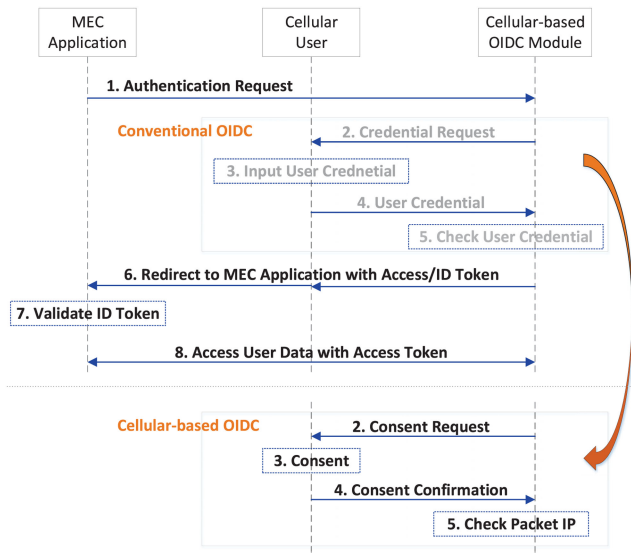 MEC
Application
Cellular
User
Cellular-based
OIDC Module
1. Authentication Request
Conventional OIDC
2. Credential Request
3. Input User Crednetial
4. User Credential
5. Check User Credential
6. Redirect to MEC Application with Access/ID Token
7. Validate ID Token
8. Access User Data with Access Token
Cellular-based OIDC
2. Consent Request
3. Consent
4. Consent Confirmation
5. Check Packet IP